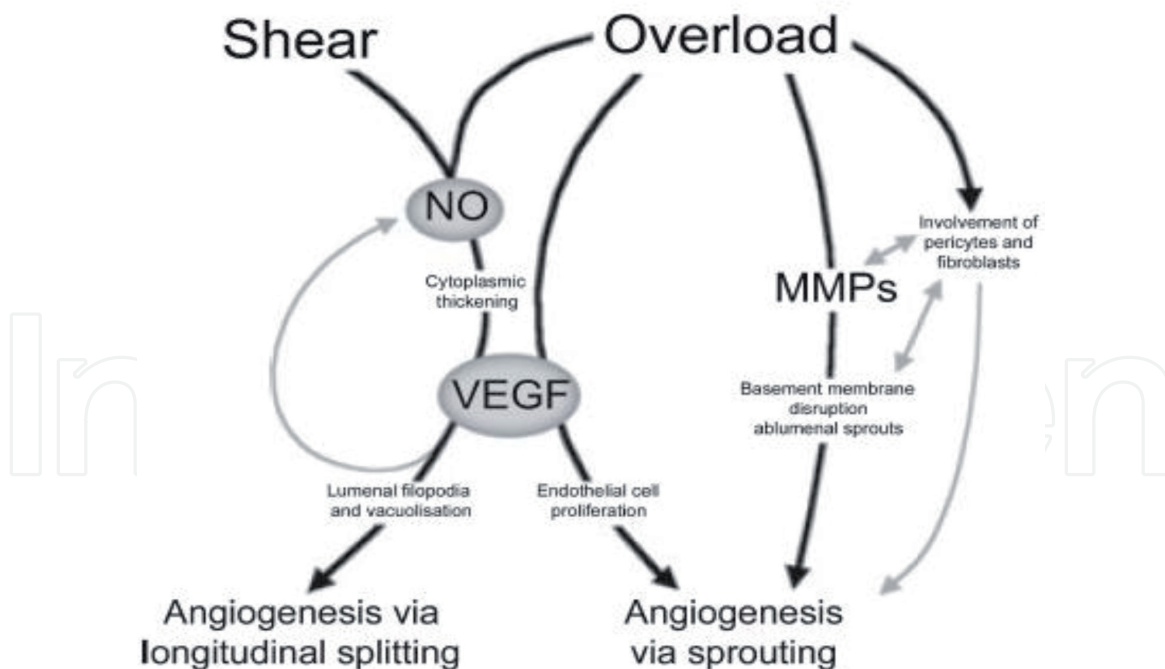 Shear
Overload
NO
Involvement of
pericytes and
fibroblasts
Cytoplasmic
thickening
MMPs
VEGF
Basement membrane
disruption
ablumenal sprouts
Lumenal filopodia
and vacuolisation
Endothelial cell
proliferation
Angiogenesis via
longitudinal splitting
Angiogenesis
via sprouting